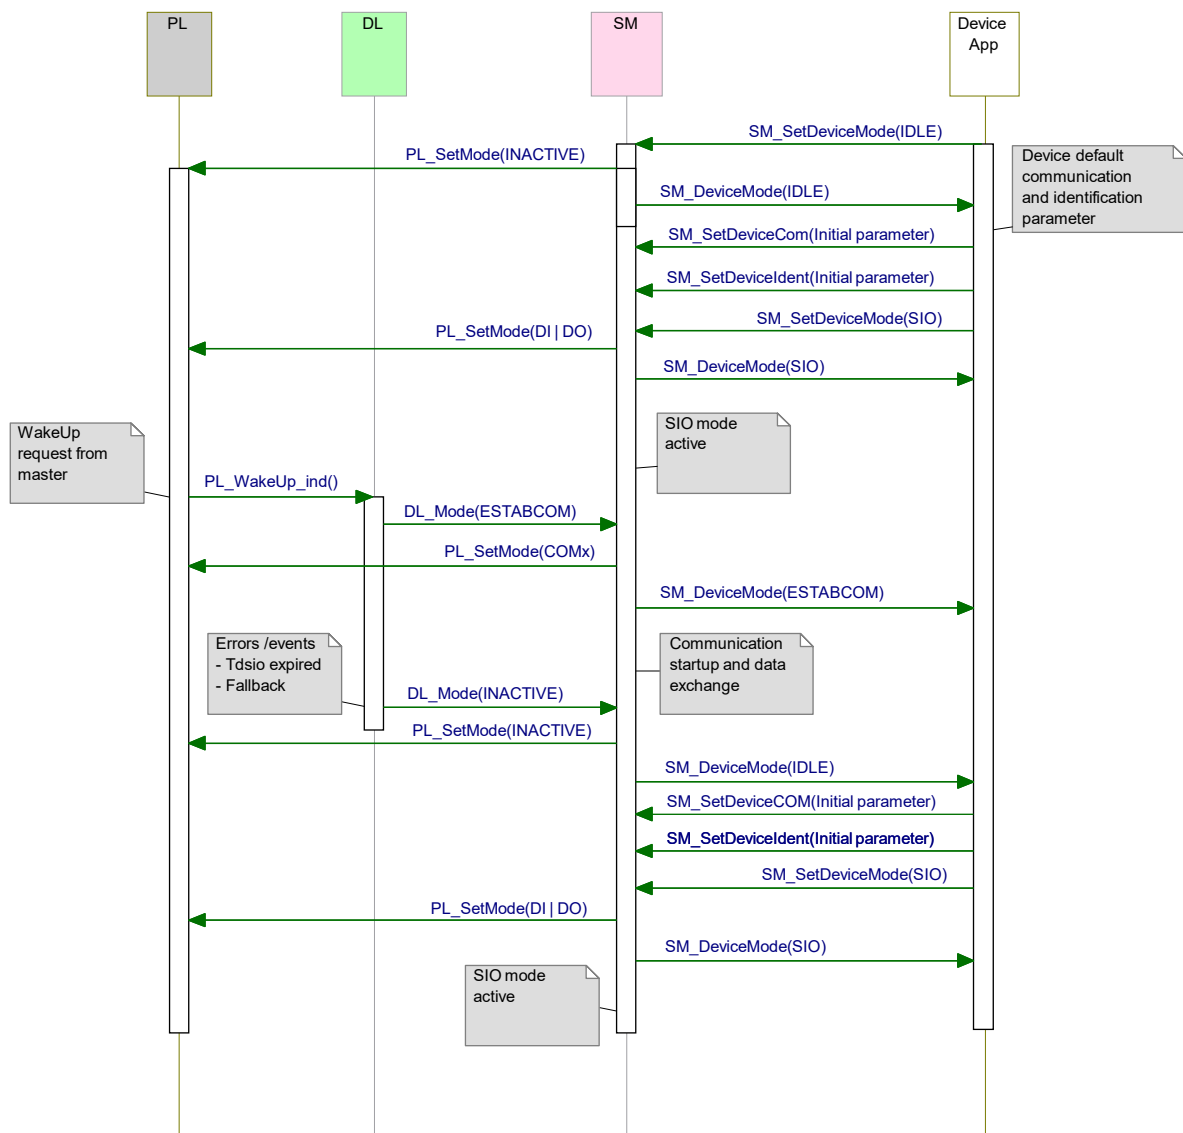 PL
DL
SM
Device
App
SM_SetDeviceMode(IDLE)
PL_SetMode(INACTIVE)
Device default
communication
and identification
parameter
SM_DeviceMode(IDLE)
SM_SetDeviceCom(Initial parameter)
SM_SetDeviceIdent(Initial parameter)
SM_SetDeviceMode(SIO)
PL_SetMode(DI | DO)
SM_DeviceMode(SIO)
SIO mode
active
WakeUp
request from
master
PL_WakeUp_ind()
DL_Mode(ESTABCOM)
PL_SetMode(COMx)
SM_DeviceMode(ESTABCOM)
Errors /events
- Tdsio expired
- Fallback
Communication
startup and data
exchange
DL_Mode(INACTIVE)
PL_SetMode(INACTIVE)
SM_DeviceMode(IDLE)
SM_SetDeviceCOM(Initial parameter)
SM_SetDeviceIdent(Initial parameter)
SM_SetDeviceMode(SIO)
PL_SetMode(DI | DO)
SM_DeviceMode(SIO)
SIO mode
active